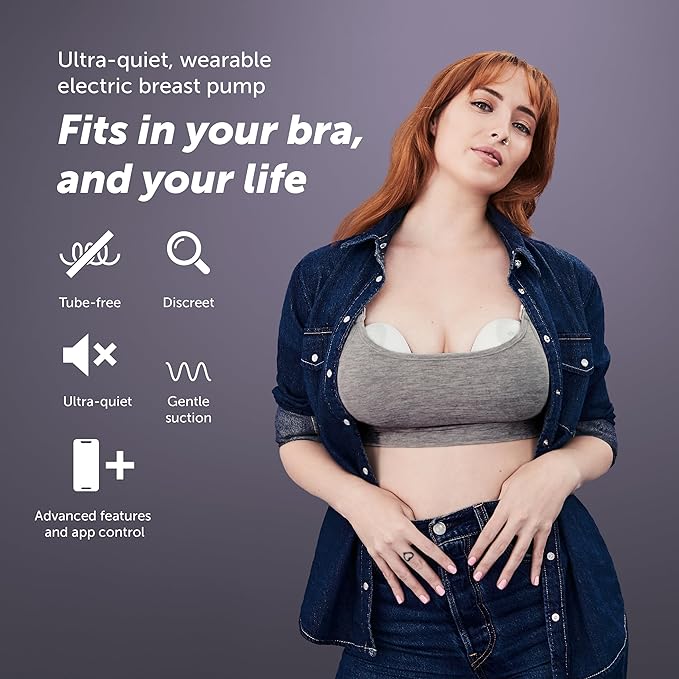 Ultra-quiet, wearable
electric breast pump
Fits in your bra,
and your life
Tube-free
Discreet
Ultra-quiet
Gentle
suction
Advanced features
and app control